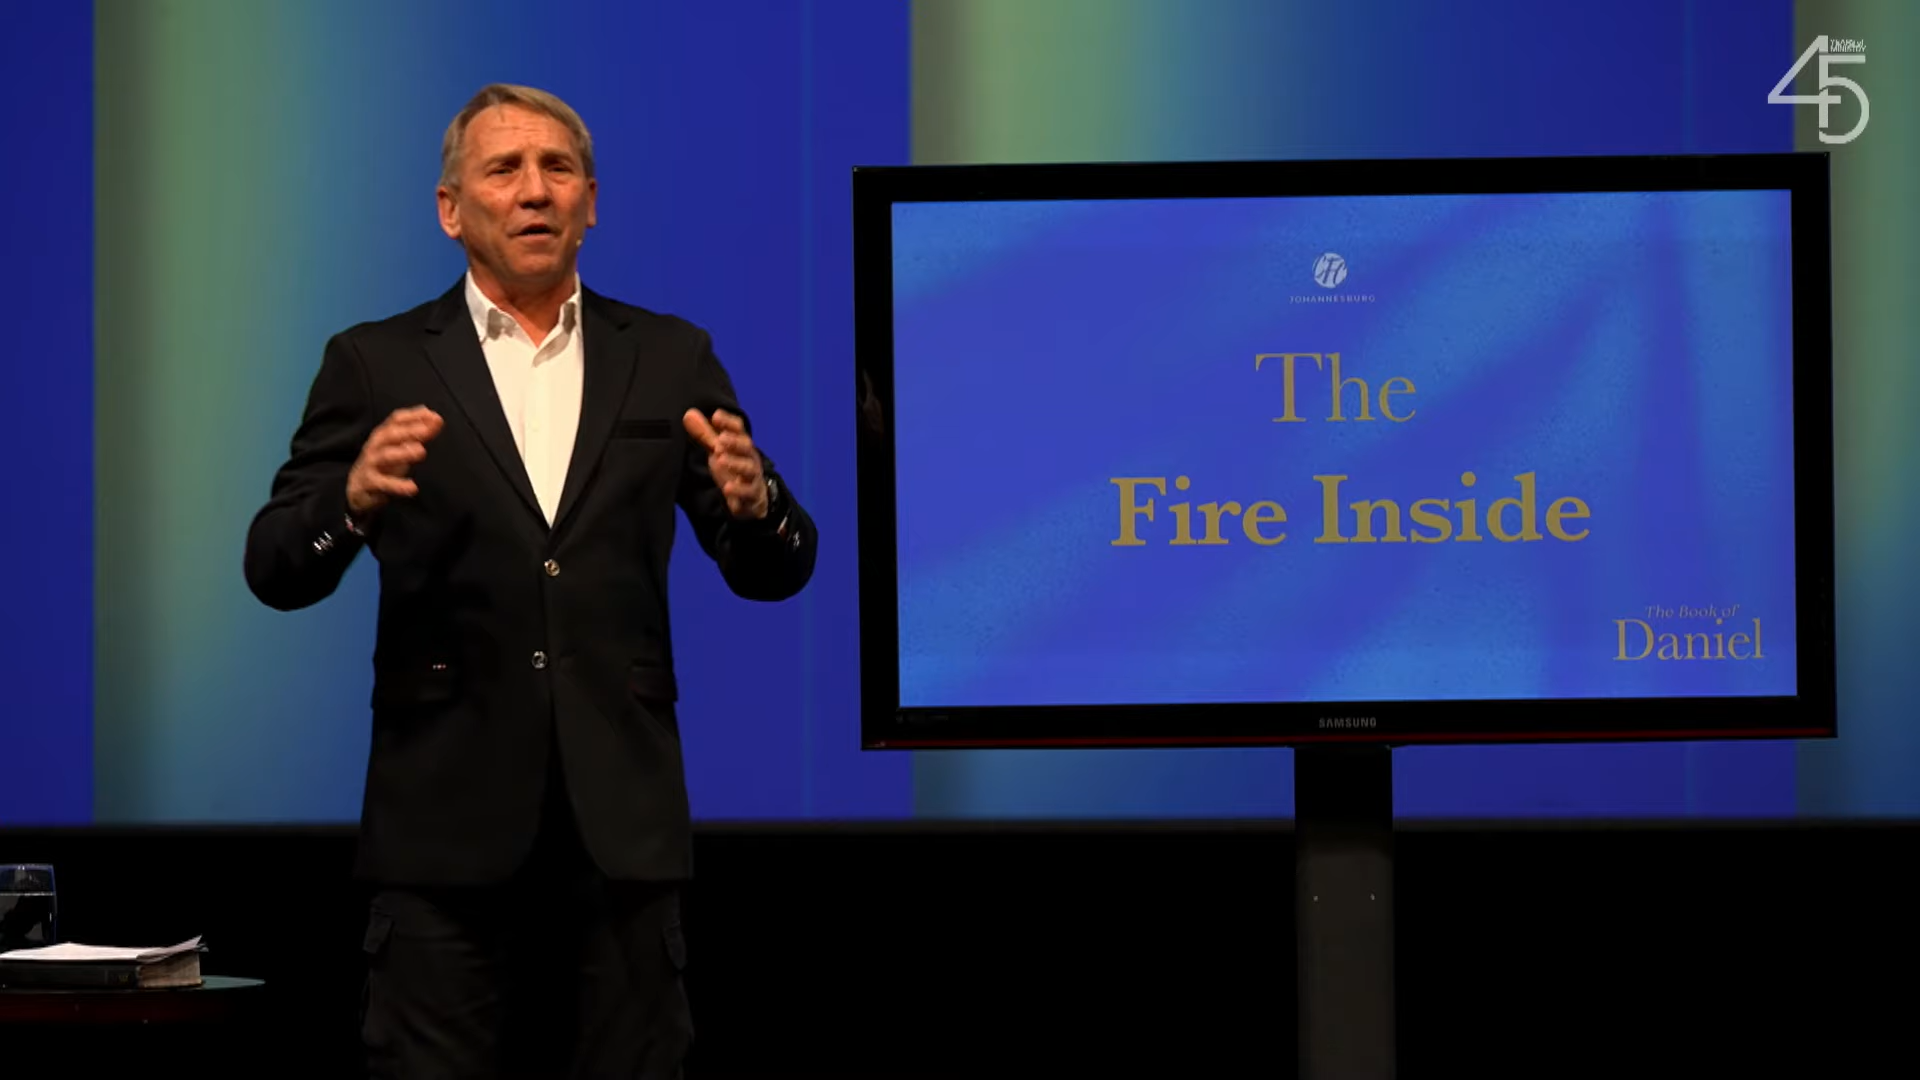 45
JOHANNESBURG
The
Fire Inside
The Book of
Daniel
SAMSUNG